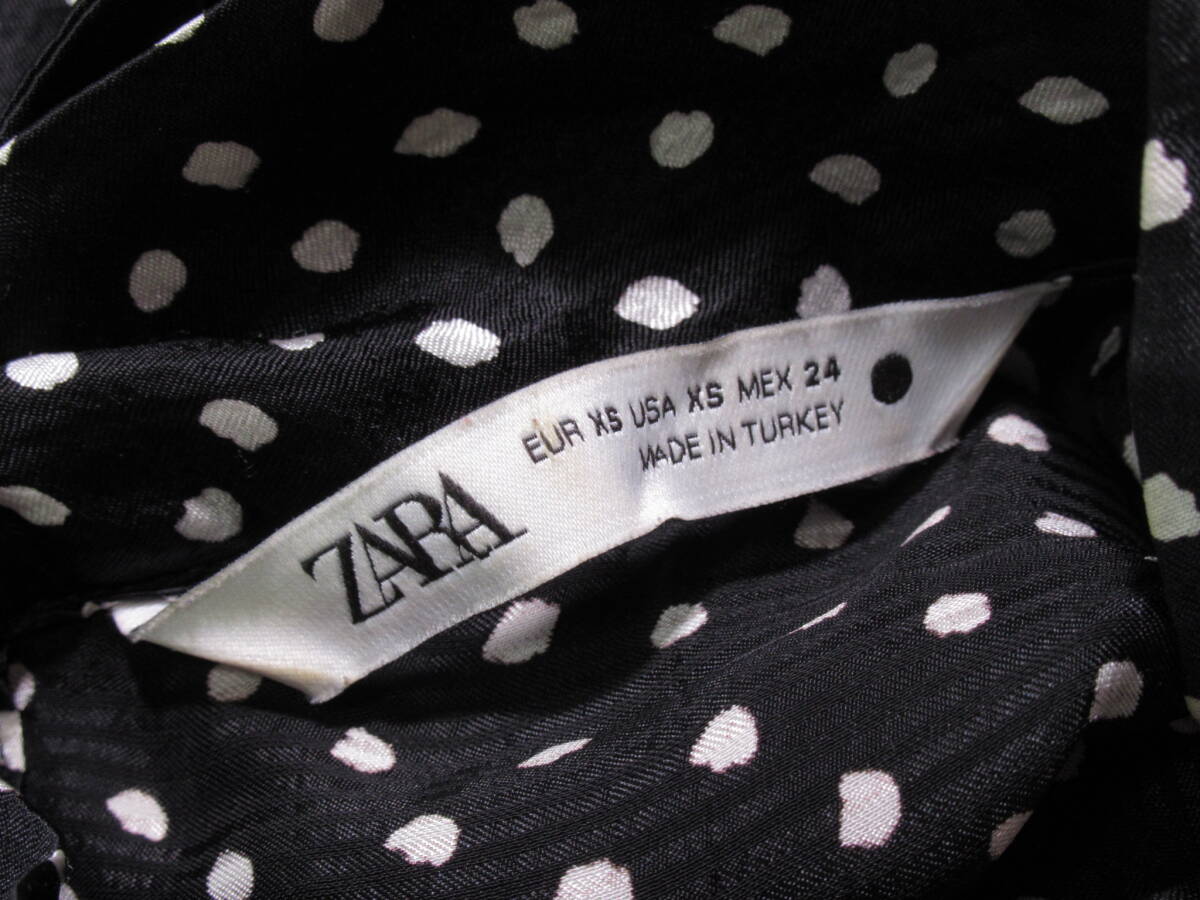 ZARA
EUR XS USA XS MEX 24
MADE IN TURKEY